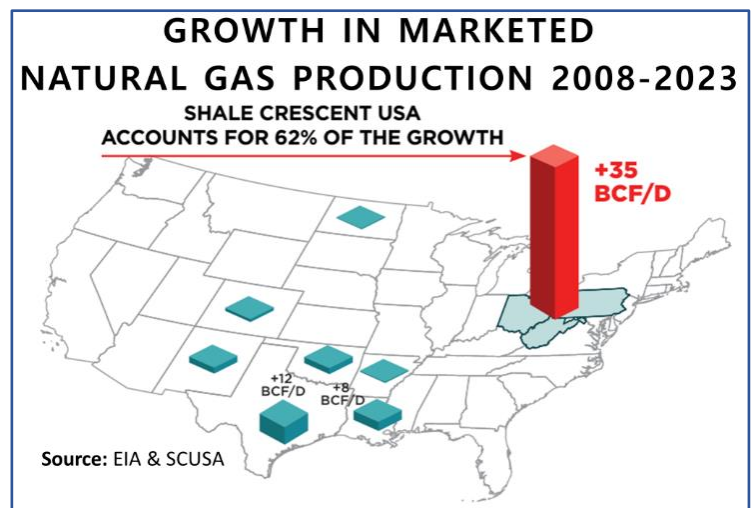 GROWTH IN MARKETED
NATURAL GAS PRODUCTION 2008-2023
SHALE CRESCENT USA
ACCOUNTS FOR 62% OF THE GROWTH
+35
BCF/D
+12
BCF/D
+8
BCF/D
Source: EIA & SCUSA